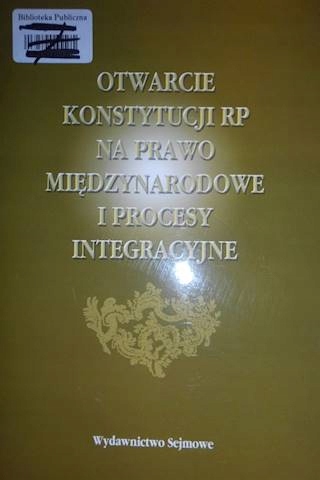 Biblioteka Publiczna
OTWARCIE
KONSTYTUCJI RP
NA PRAWO
MIĘDZYNARODOWE
I PROCESY
INTEGRACYJNE
Wydawnictwo Sejmowe